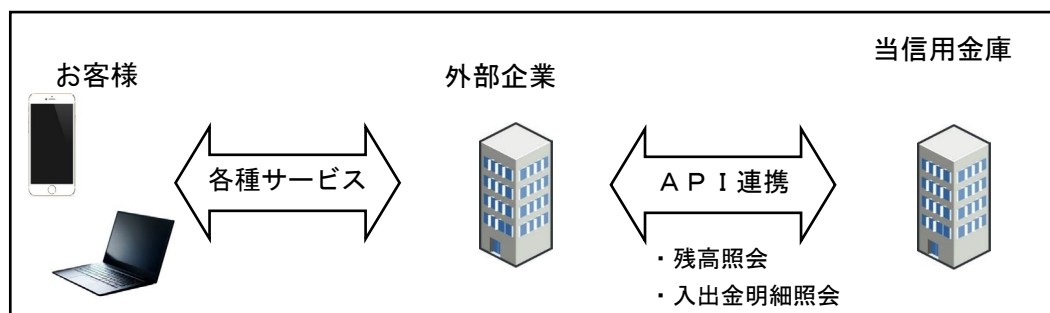 お客様
外部企業
当信用金庫
各種サービス
ＡＰＩ連携
・残高照会
・入出金明細照会